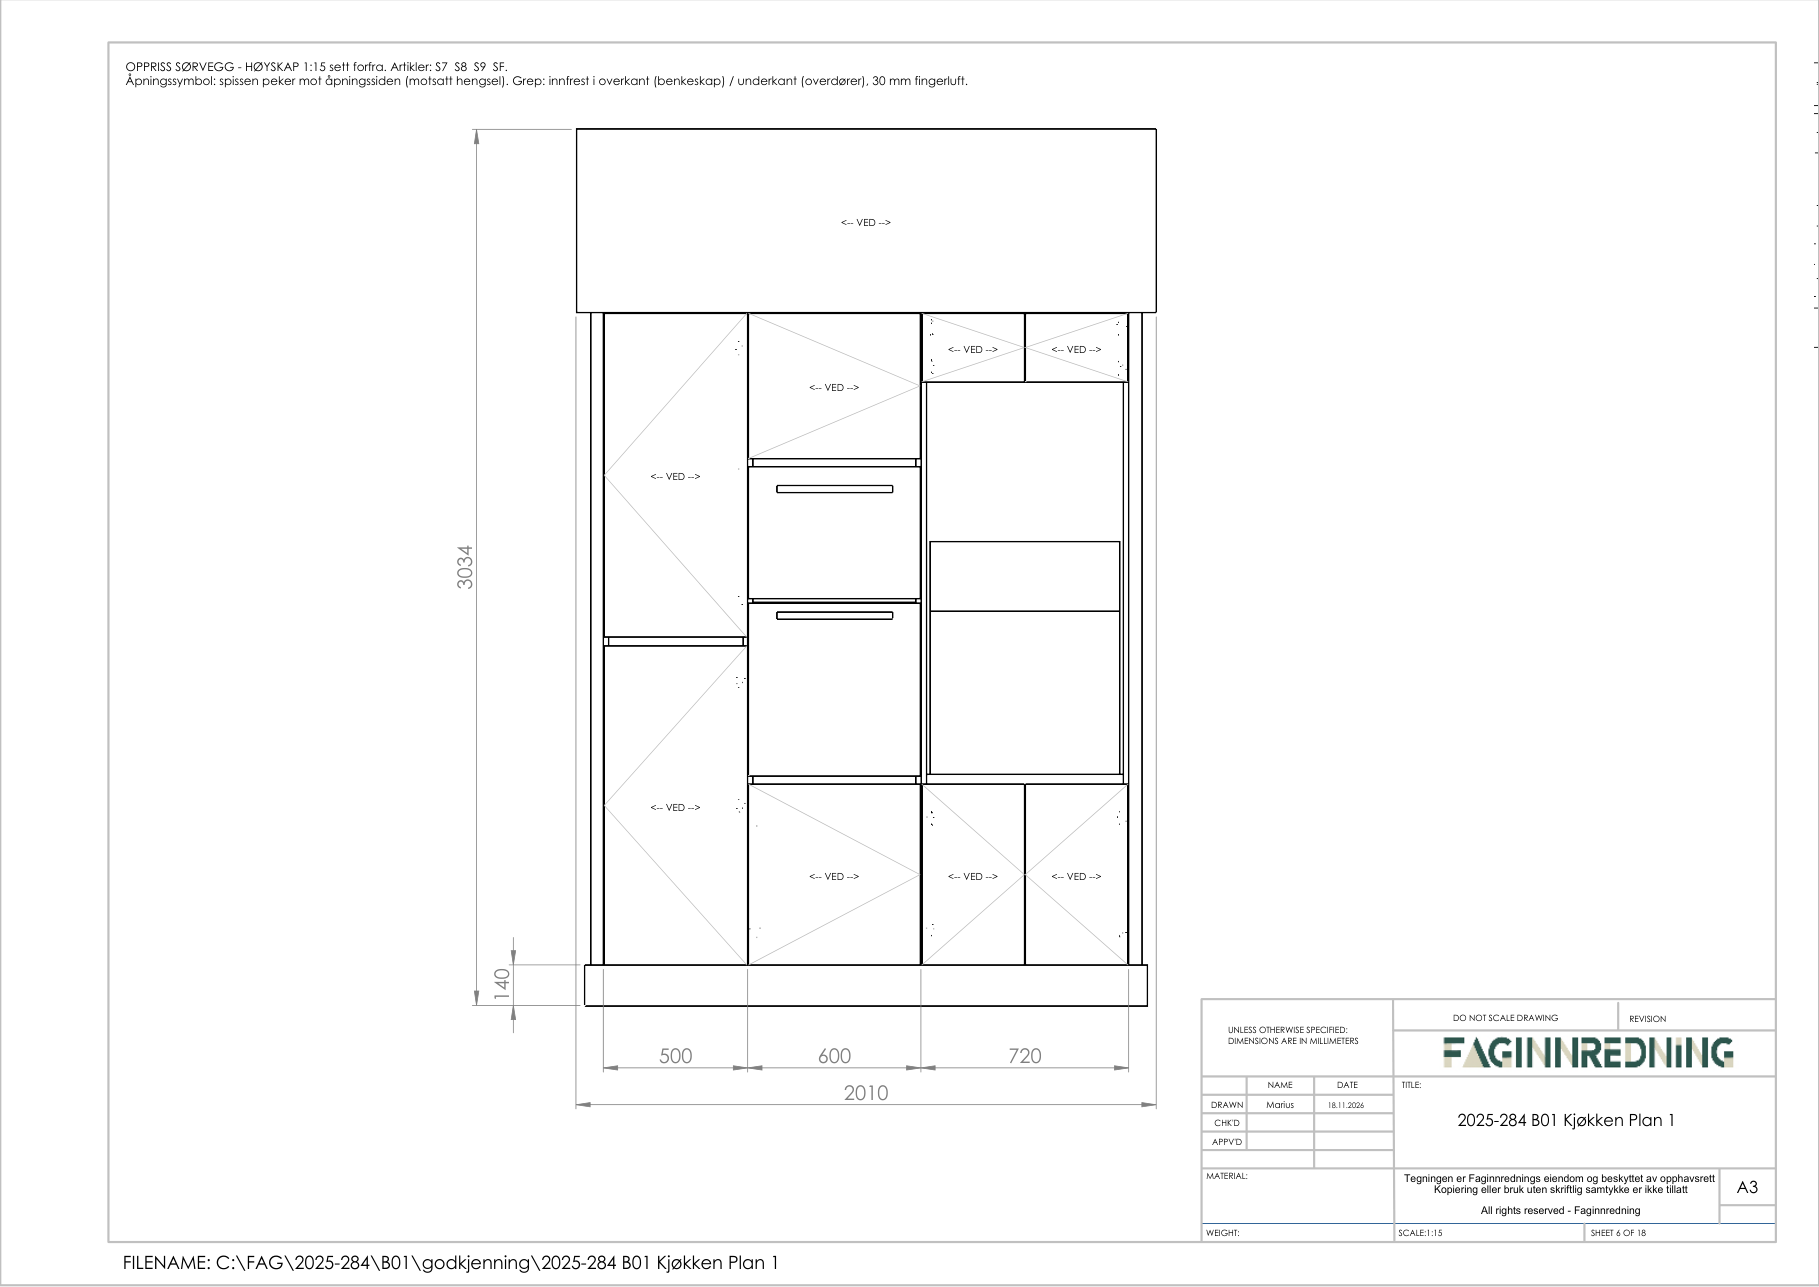 OPPRISS SØRVEGG - HØYSKAP 1:15 sett forfra. Artikler: S7  S8  S9  SF.
Åpningssymbol: spissen peker mot åpningssiden (motsatt hengsel). Grep: innfrest i overkant (benkeskap) / underkant (overdører), 30 mm fingerluft.
<-- VED -->
<-- VED --> <-- VED -->
<-- VED -->
<-- VED -->
<-- VED -->
<-- VED --> <-- VED --> <-- VED -->
3034
140
500 600 720
2010
UNLESS OTHERWISE SPECIFIED:
DIMENSIONS ARE IN MILLIMETERS
DO NOT SCALE DRAWING
REVISION
FAGINNREDNING
NAME DATE
DRAWN Marius 18.11.2026
CHK'D
APPV'D
TITLE:
2025-284 B01 Kjøkken Plan 1
MATERIAL:
Tegningen er Faginnrednings eiendom og beskyttet av opphavsrett
Kopiering eller bruk uten skriftlig samtykke er ikke tillatt
All rights reserved - Faginnredning
A3
WEIGHT:
SCALE:1:15
SHEET 6 OF 18
FILENAME: C:\FAG\2025-284\B01\godkjenning\2025-284 B01 Kjøkken Plan 1